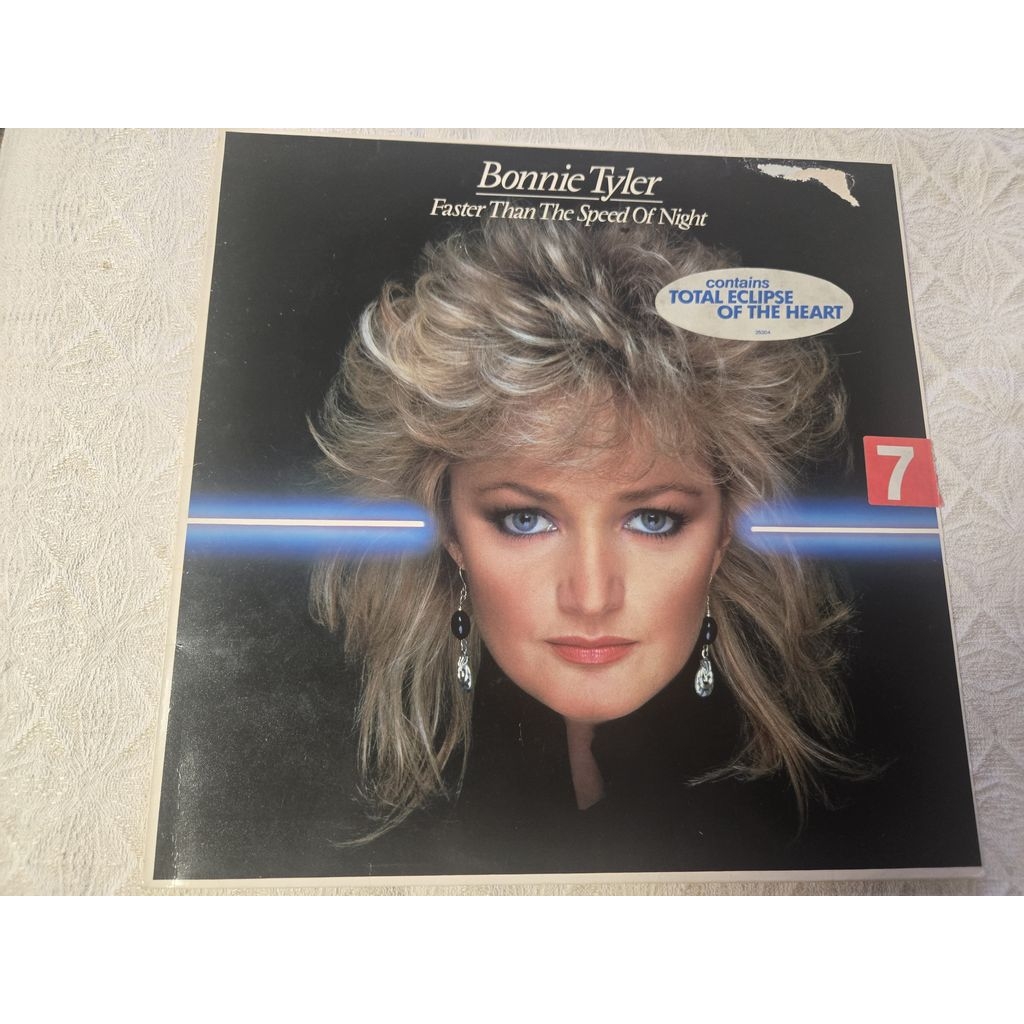 Bonnie Tyler
Faster Than The Speed Of Night
contains
TOTAL ECLIPSE
OF THE HEART
25304
7